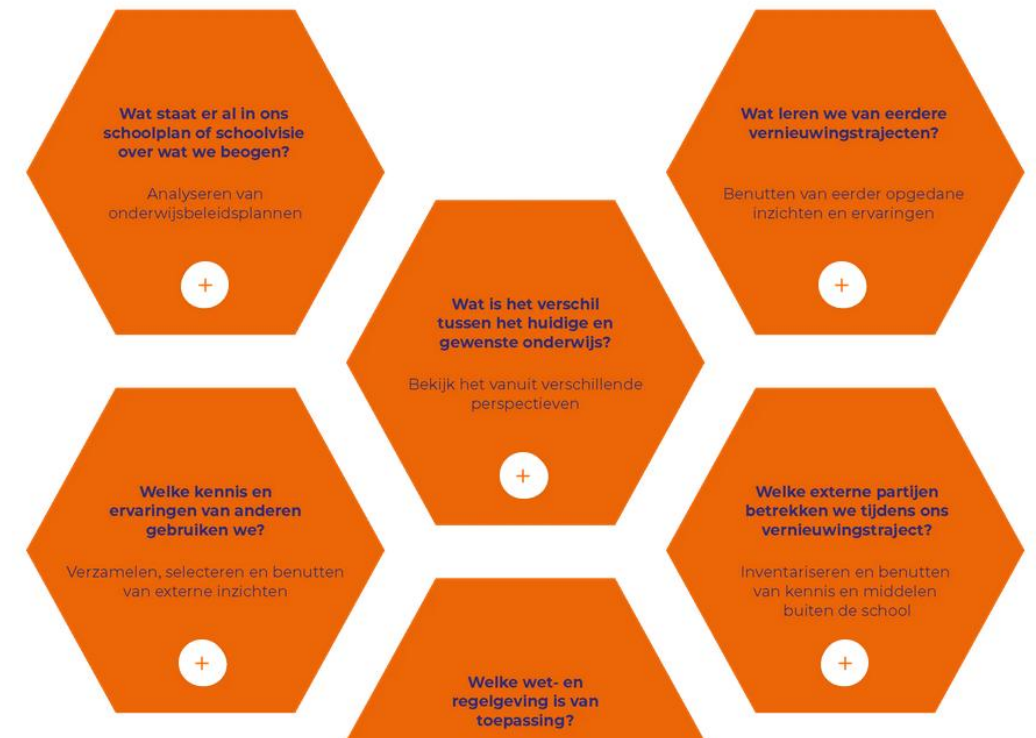 Wat staat er al in ons
schoolplan of schoolvisie
over wat we beogen?
Analyseren van
onderwijsbeleidsplannen
+
Wat leren we van eerdere
vernieuwingstrajecten?
Benutten van eerder opgedane
inzichten en ervaringen
+
Wat is het verschil
tussen het huidige en
gewenste onderwijs?
Bekijk het vanuit verschillende
perspectieven
+
Welke kennis en
ervaringen van anderen
gebruiken we?
Verzamelen, selecteren en benutten
van externe inzichten
+
Welke externe partijen
betrekken we tijdens ons
vernieuwingstraject?
Inventariseren en benutten
van kennis en middelen
buiten de school
+
Welke wet- en
regelgeving is van
toepassing?